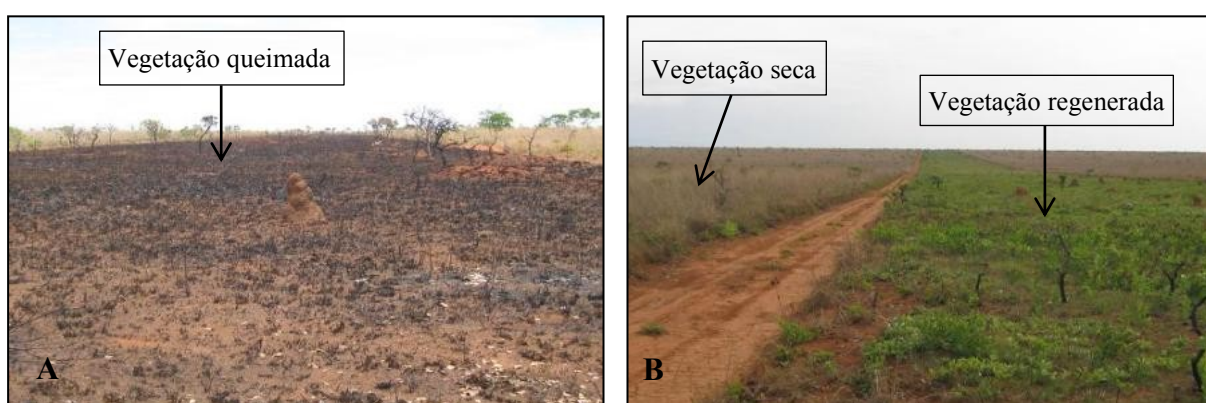 Vegetação queimada
A
Vegetação seca
Vegetação regenerada
B